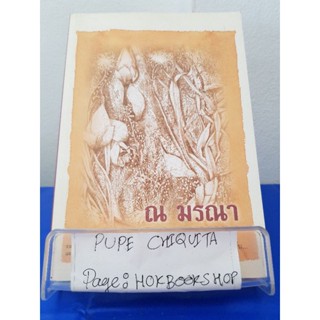 ณ มรณา
PUPE CHIQUITA
Page: HOKBOOKSHOP